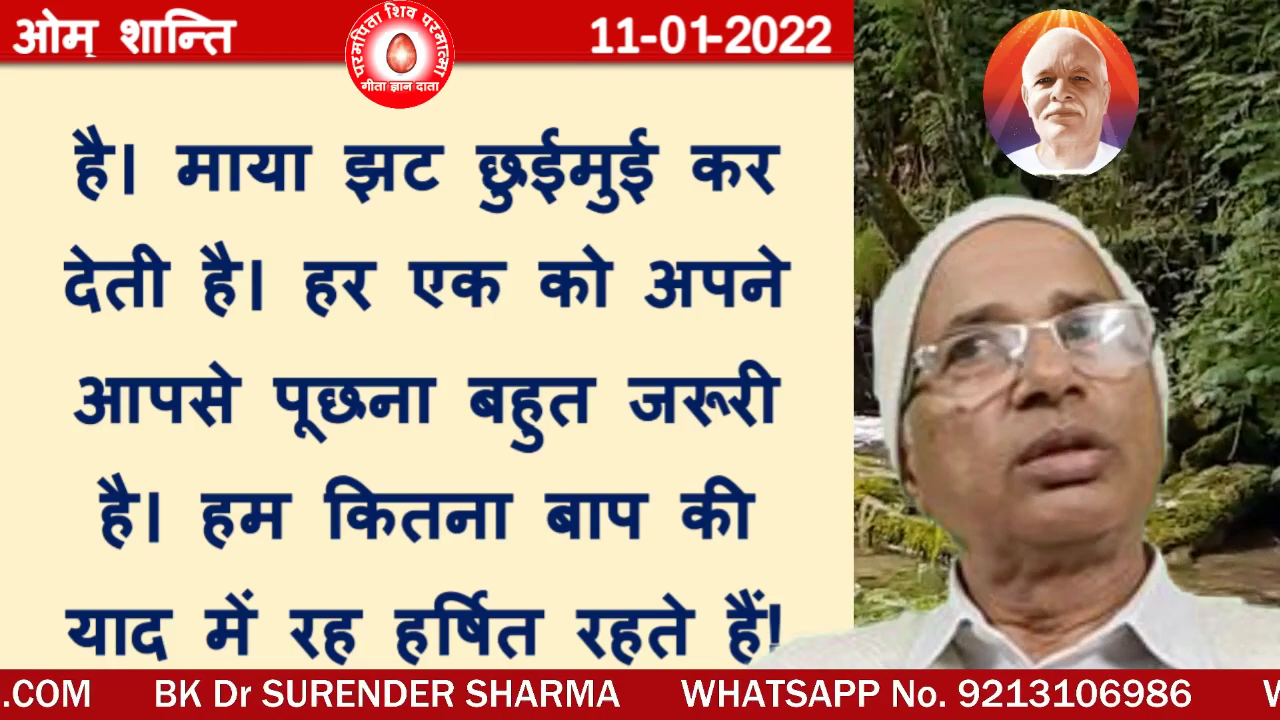 ओम् शान्ति
परमपिता शिव परमात्मा
गीता ज्ञान दाता
11-01-2022
है। माया झट छुईमुई कर
देती है। हर एक को अपने
आपसे पूछना बहुत जरूरी
है। हम कितना बाप की
याद में रह हर्षित रहते हैं!
.COM BK Dr SURENDER SHARMA WHATSAPP No. 9213106986 W